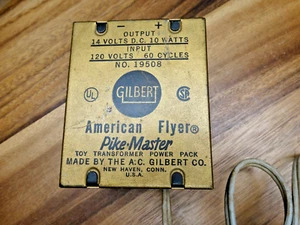 - +
OUTPUT
14 VOLTS D.C. 10 WATTS
INPUT
120 VOLTS 60 CYCLES
NO. 19508
UL
GILBERT
American Flyer®
Pike-Master
TOY TRANSFORMER POWER PACK
MADE BY THE A.C. GILBERT CO.
NEW HAVEN, CONN.
U.S.A.